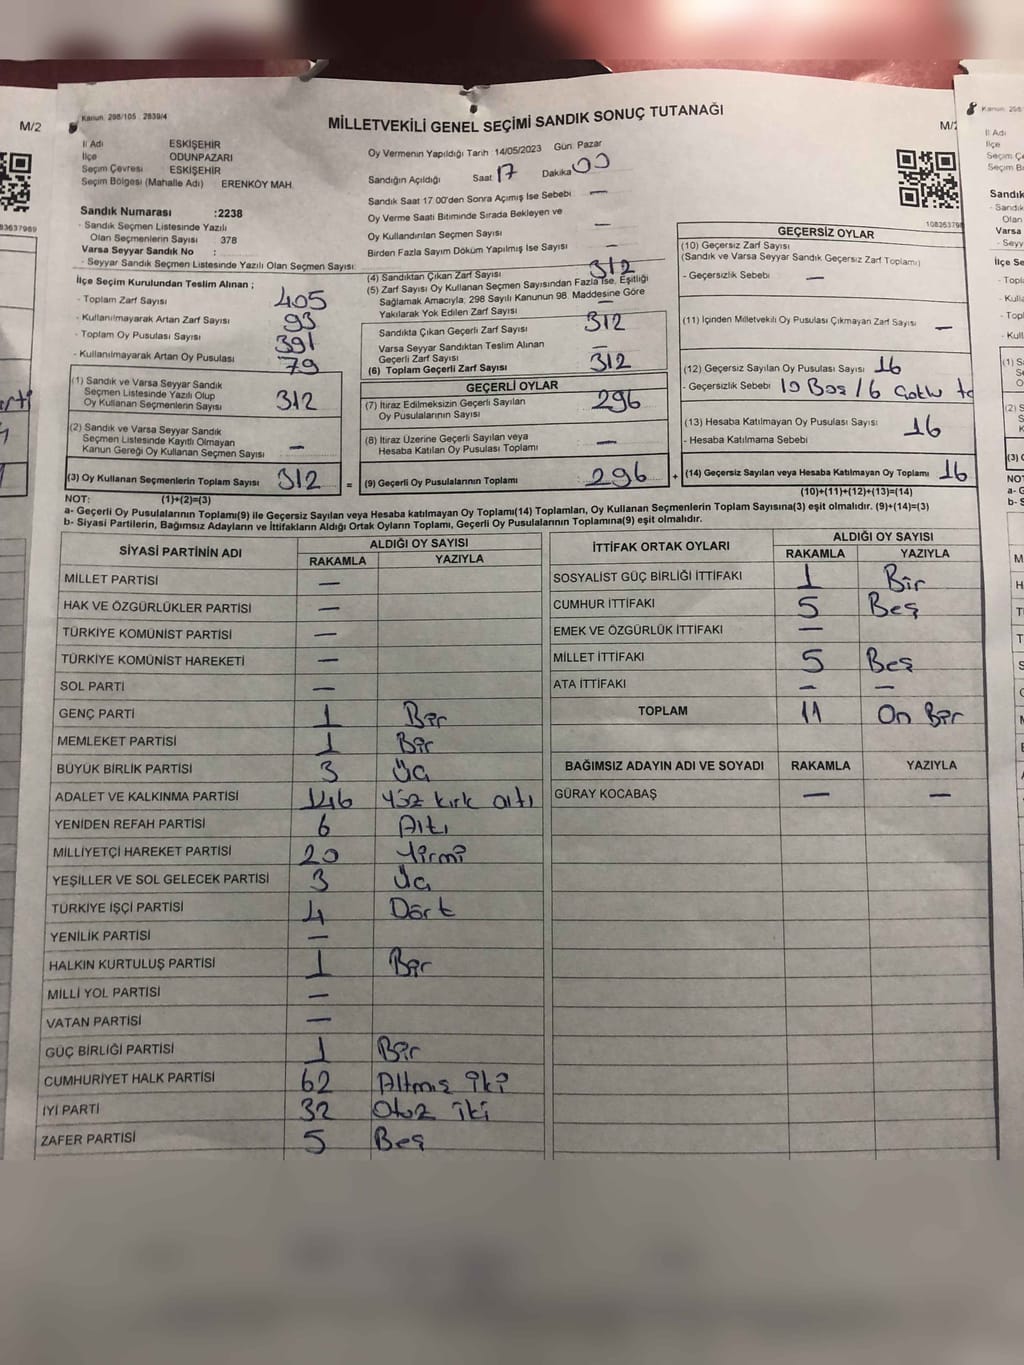 Kanun: 298/105 : 2839/4
M/2
MİLLETVEKİLİ GENEL SEÇİMİ SANDIK SONUÇ TUTANAĞI
İl Adı ESKİŞEHİR
İlçe ODUNPAZARI
Seçim Çevresi ESKİŞEHİR
Seçim Bölgesi (Mahalle Adı) ERENKÖY MAH.
Sandık Numarası :2238
- Sandık Seçmen Listesinde Yazılı
Olan Seçmenlerin Sayısı 378
Varsa Seyyar Sandık No :
- Seyyar Sandık Seçmen Listesinde Yazılı Olan Seçmen Sayısı:
Oy Vermenin Yapıldığı Tarih :14/05/2023 Gün: Pazar
Sandığın Açıldığı Saat 17 Dakika 00
Sandık Saat 17.00'den Sonra Açılmış İse Sebebi —
Oy Verme Saati Bitiminde Sırada Bekleyen ve
Oy Kullandırılan Seçmen Sayısı —
Birden Fazla Sayım Döküm Yapılmış İse Sayısı —
İlçe Seçim Kurulundan Teslim Alınan ;
- Toplam Zarf Sayısı 405
- Kullanılmayarak Artan Zarf Sayısı 93
- Toplam Oy Pusulası Sayısı 391
- Kullanılmayarak Artan Oy Pusulası 79
(1) Sandık ve Varsa Seyyar Sandık
Seçmen Listesinde Yazılı Olup
Oy Kullanan Seçmenlerin Sayısı 312
(2) Sandık ve Varsa Seyyar Sandık
Seçmen Listesinde Kayıtlı Olmayan
Kanun Gereği Oy Kullanan Seçmen Sayısı —
(3) Oy Kullanan Seçmenlerin Toplam Sayısı 312 =
(4) Sandıktan Çıkan Zarf Sayısı 312
(5) Zarf Sayısı Oy Kullanan Seçmen Sayısından Fazla İse, Eşitliği
Sağlamak Amacıyla, 298 Sayılı Kanunun 98. Maddesine Göre
Yakılarak Yok Edilen Zarf Sayısı —
Sandıkta Çıkan Geçerli Zarf Sayısı 312
Varsa Seyyar Sandıktan Teslim Alınan
Geçerli Zarf Sayısı —
(6) Toplam Geçerli Zarf Sayısı 312
GEÇERLİ OYLAR
(7) İtiraz Edilmeksizin Geçerli Sayılan
Oy Pusulalarının Sayısı 296
(8) İtiraz Üzerine Geçerli Sayılan veya
Hesaba Katılan Oy Pusulası Toplamı —
(9) Geçerli Oy Pusulalarının Toplamı 296 +
GEÇERSİZ OYLAR
(10) Geçersiz Zarf Sayısı
(Sandık ve Varsa Seyyar Sandık Geçersiz Zarf Toplamı)
- Geçersizlik Sebebi —
(11) İçinden Milletvekili Oy Pusulası Çıkmayan Zarf Sayısı —
(12) Geçersiz Sayılan Oy Pusulası Sayısı 16
- Geçersizlik Sebebi 10 Boş / 6 Çoklu
(13) Hesaba Katılmayan Oy Pusulası Sayısı 16
- Hesaba Katılmama Sebebi
(14) Geçersiz Sayılan veya Hesaba Katılmayan Oy Toplamı 16
NOT: (1)+(2)=(3)
(10)+(11)+(12)+(13)=(14)
a- Geçerli Oy Pusulalarının Toplamı(9) ile Geçersiz Sayılan veya Hesaba katılmayan Oy Toplamı(14) Toplamları, Oy Kullanan Seçmenlerin Toplam Sayısına(3) eşit olmalıdır. (9)+(14)=(3)
b- Siyasi Partilerin, Bağımsız Adayların ve İttifakların Aldığı Ortak Oyların Toplamı, Geçerli Oy Pusulalarının Toplamına(9) eşit olmalıdır.
SİYASİ PARTİNİN ADI ALDIĞI OY SAYISI
RAKAMLA YAZIYLA
MİLLET PARTİSİ —
HAK VE ÖZGÜRLÜKLER PARTİSİ —
TÜRKİYE KOMÜNİST PARTİSİ —
TÜRKİYE KOMÜNİST HAREKETİ —
SOL PARTİ —
GENÇ PARTİ 1 Bir
MEMLEKET PARTİSİ 1 Bir
BÜYÜK BİRLİK PARTİSİ 3 Üç
ADALET VE KALKINMA PARTİSİ 146 Yüz kırk altı
YENİDEN REFAH PARTİSİ 6 Altı
MİLLİYETÇİ HAREKET PARTİSİ 20 Yirmi
YEŞİLLER VE SOL GELECEK PARTİSİ 3 Üç
TÜRKİYE İŞÇİ PARTİSİ 4 Dört
YENİLİK PARTİSİ —
HALKIN KURTULUŞ PARTİSİ 1 Bir
MİLLİ YOL PARTİSİ —
VATAN PARTİSİ —
GÜÇ BİRLİĞİ PARTİSİ 1 Bir
CUMHURİYET HALK PARTİSİ 62 Altmış iki
İYİ PARTİ 32 Otuz iki
ZAFER PARTİSİ 5 Beş
İTTİFAK ORTAK OYLARI ALDIĞI OY SAYISI
RAKAMLA YAZIYLA
SOSYALİST GÜÇ BİRLİĞİ İTTİFAKI 1 Bir
CUMHUR İTTİFAKI 5 Beş
EMEK VE ÖZGÜRLÜK İTTİFAKI —
MİLLET İTTİFAKI 5 Beş
ATA İTTİFAKI — —
TOPLAM 11 On Bir
BAĞIMSIZ ADAYIN ADI VE SOYADI RAKAMLA YAZIYLA
GÜRAY KOCABAŞ — —